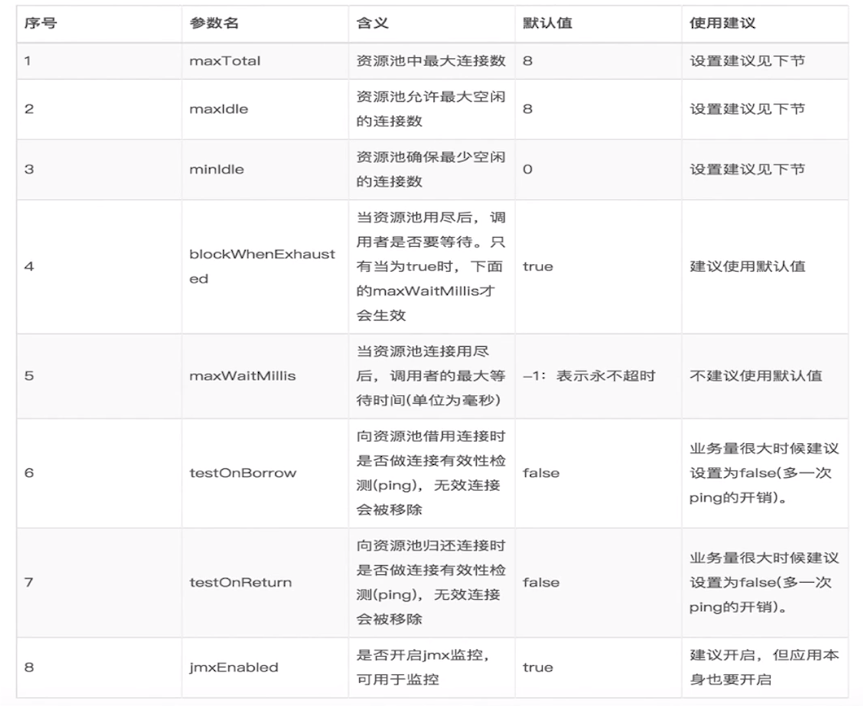 序号 参数名 含义 默认值 使用建议
1 maxTotal 资源池中最大连接数 8 设置建议见下节
2 maxIdle 资源池允许最大空闲
的连接数 8 设置建议见下节
3 minIdle 资源池确保最少空闲
的连接数 0 设置建议见下节
4 blockWhenExhaust
ed 当资源池用尽后，调
用者是否要等待。只
有当为true时，下面
的maxWaitMillis才
会生效 true 建议使用默认值
5 maxWaitMillis 当资源池连接用尽
后，调用者的最大等
待时间(单位为毫秒) –1：表示永不超时 不建议使用默认值
6 testOnBorrow 向资源池借用连接时
是否做连接有效性检
测(ping)，无效连接
会被移除 false 业务量很大时候建议
设置为false(多一次
ping的开销)。
7 testOnReturn 向资源池归还连接时
是否做连接有效性检
测(ping)，无效连接
会被移除 false 业务量很大时候建议
设置为false(多一次
ping的开销)。
8 jmxEnabled 是否开启jmx监控，
可用于监控 true 建议开启，但应用本
身也要开启